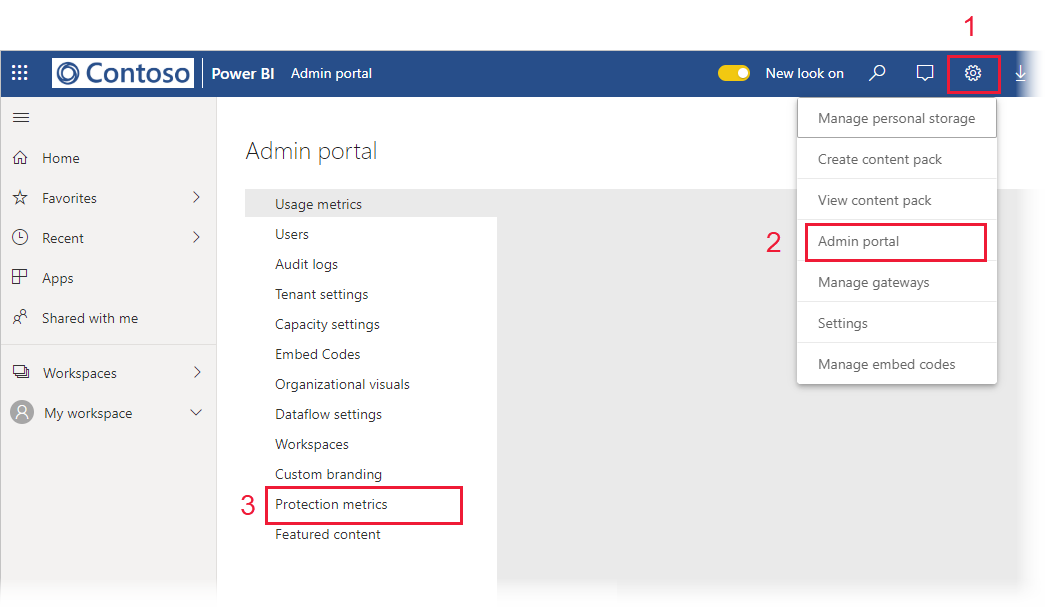 1
Contoso Power BI Admin portal New look on
Manage personal storage
Create content pack
View content pack
2 Admin portal
Manage gateways
Settings
Manage embed codes
Home
Favorites
Recent
Apps
Shared with me
Workspaces
My workspace
Admin portal
Usage metrics
Users
Audit logs
Tenant settings
Capacity settings
Embed Codes
Organizational visuals
Dataflow settings
Workspaces
Custom branding
3 Protection metrics
Featured content